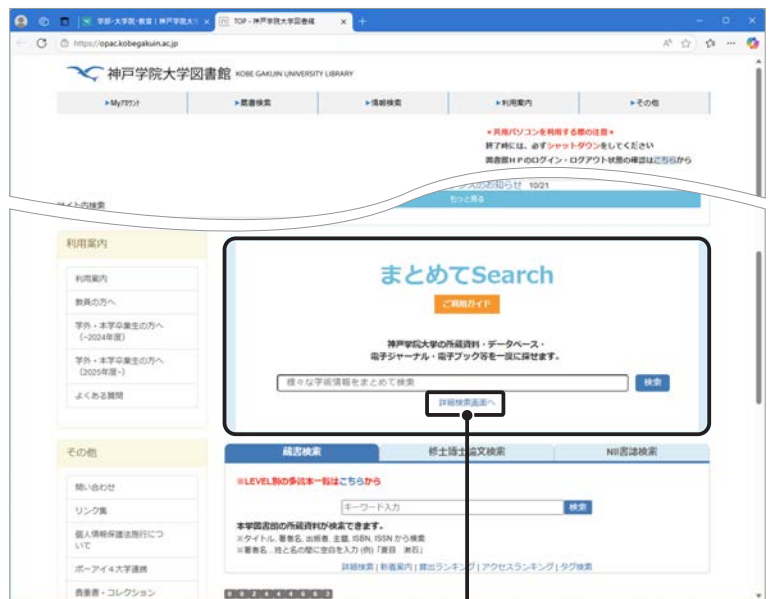 学部・大学院・教育 | 神戸学院大
TOP - 神戸学院大学図書館
https://opac.kobegakuin.ac.jp
神戸学院大学図書館 KOBE GAKUIN UNIVERSITY LIBRARY
▶Myアカウント ▶蔵書検索 ▶情報検索 ▶利用案内 ▶その他
＊共用パソコンを利用する際の注意＊
終了時には、必ずシャットダウンをしてください
図書館ＨＰのログイン・ログアウト状態の確認はこちらから
のお知らせ 10/21
サイト内検索
もっと見る
利用案内
利用案内
教員の方へ
学外・本学卒業生の方へ
(~2024年度)
学外・本学卒業生の方へ
(2025年度~)
よくある質問
まとめてSearch
ご利用ガイド
神戸学院大学の所蔵資料・データベース・
電子ジャーナル・電子ブック等を一度に探せます。
様々な学術情報をまとめて検索
検索
詳細検索画面へ
その他
問い合わせ
リンク集
個人情報保護法施行につ
いて
ポーアイ４大学連携
貴重書・コレクション
蔵書検索 修士博士論文検索 NII書誌検索
※LEVEL別の多読本一覧はこちらから
キーワード入力
検索
本学図書館の所蔵資料が検索できます。
※タイトル, 著者名, 出版者, 主題, ISBN, ISSN から検索
※著者名...姓と名の間に空白を入力 (例)「夏目 漱石」
詳細検索 | 新着案内 | 貸出ランキング | アクセスランキング | タグ検索